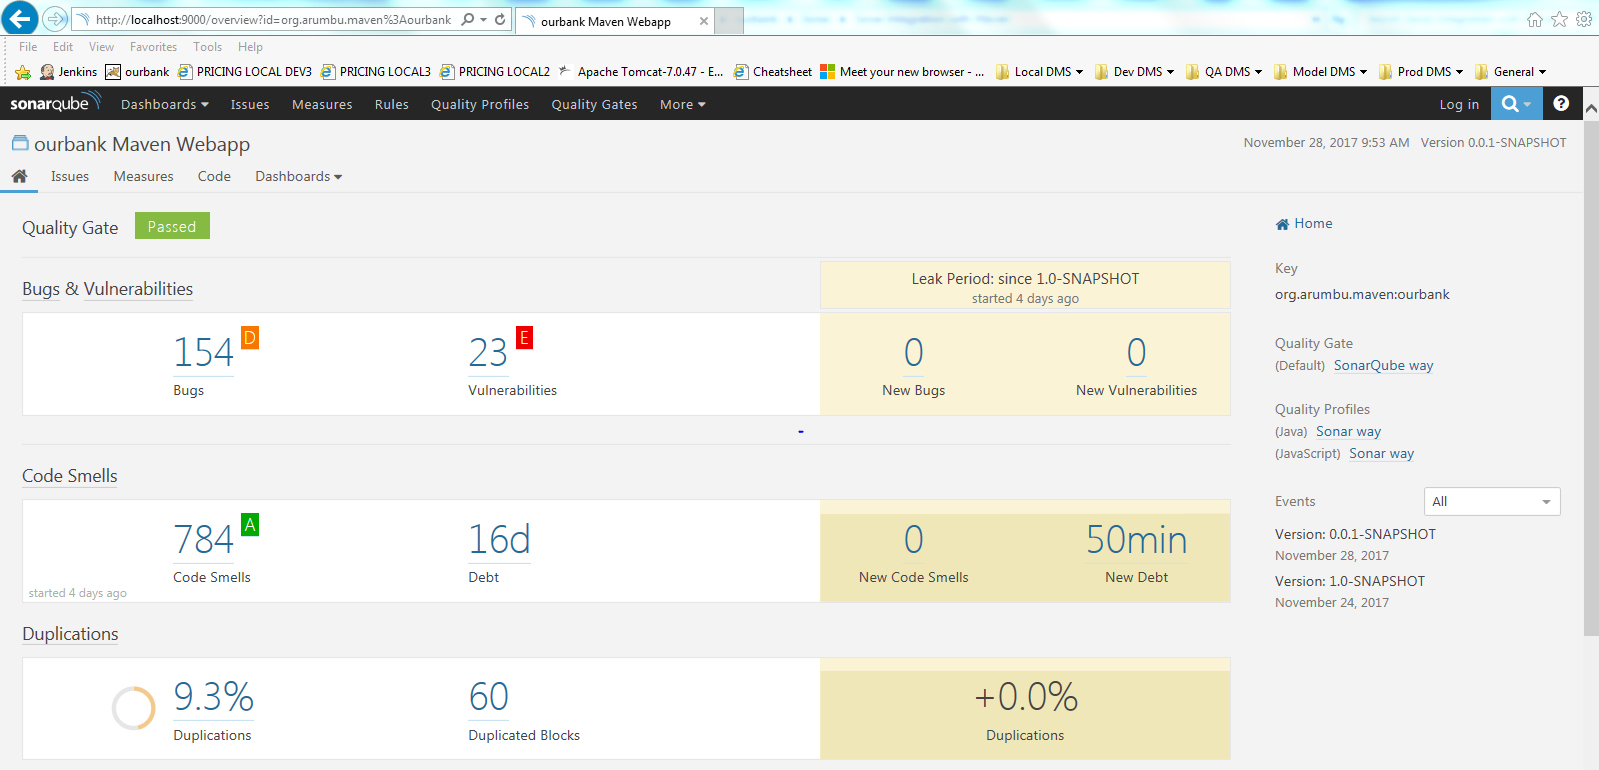 http://localhost:9000/overview?id=org.arumbu.maven%3Aourbank
ourbank Maven Webapp
File Edit View Favorites Tools Help
Jenkins ourbank PRICING LOCAL DEV3 PRICING LOCAL3 PRICING LOCAL2 Apache Tomcat-7.0.47 - E... Cheatsheet Meet your new browser - ... Local DMS Dev DMS QA DMS Model DMS Prod DMS General
sonarqube Dashboards Issues Measures Rules Quality Profiles Quality Gates More Log in ?
ourbank Maven Webapp November 28, 2017 9:53 AM Version 0.0.1-SNAPSHOT
Issues Measures Code Dashboards
Quality Gate Passed
Bugs & Vulnerabilities
Leak Period: since 1.0-SNAPSHOT
started 4 days ago
154 D 23 E 0 0
Bugs Vulnerabilities New Bugs New Vulnerabilities
Code Smells
784 A 16d 0 50min
Code Smells Debt New Code Smells New Debt
started 4 days ago
Duplications
9.3% 60 +0.0%
Duplications Duplicated Blocks Duplications
Home
Key
org.arumbu.maven:ourbank
Quality Gate
(Default) SonarQube way
Quality Profiles
(Java) Sonar way
(JavaScript) Sonar way
Events All
Version: 0.0.1-SNAPSHOT
November 28, 2017
Version: 1.0-SNAPSHOT
November 24, 2017